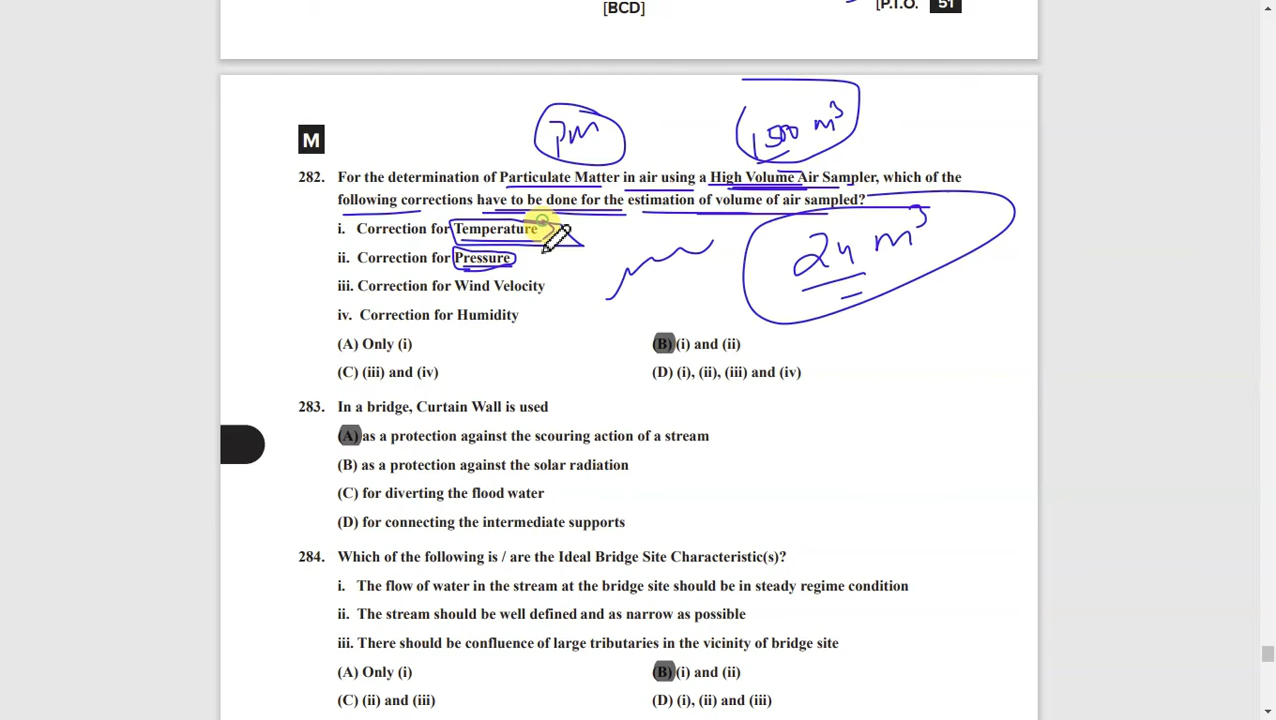 [BCD]
[P.T.O. 51
M
PM
1500 m³
282. For the determination of Particulate Matter in air using a High Volume Air Sampler, which of the
following corrections have to be done for the estimation of volume of air sampled?
i. Correction for Temperature
ii. Correction for Pressure
24 m³
iii. Correction for Wind Velocity
iv. Correction for Humidity
(A) Only (i)
(B) (i) and (ii)
(C) (iii) and (iv)
(D) (i), (ii), (iii) and (iv)
283. In a bridge, Curtain Wall is used
(A) as a protection against the scouring action of a stream
(B) as a protection against the solar radiation
(C) for diverting the flood water
(D) for connecting the intermediate supports
284. Which of the following is / are the Ideal Bridge Site Characteristic(s)?
i. The flow of water in the stream at the bridge site should be in steady regime condition
ii. The stream should be well defined and as narrow as possible
iii. There should be confluence of large tributaries in the vicinity of bridge site
(A) Only (i)
(B) (i) and (ii)
(C) (ii) and (iii)
(D) (i), (ii) and (iii)